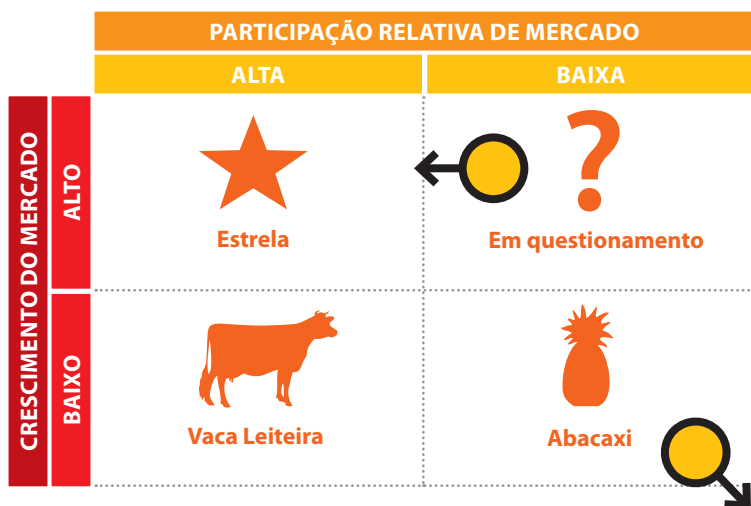 PARTICIPAÇÃO RELATIVA DE MERCADO
ALTA
BAIXA
CRESCIMENTO DO MERCADO
ALTO
?
Estrela
Em questionamento
BAIXO
Vaca Leiteira
Abacaxi